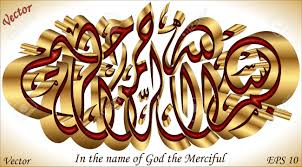 Vector
بسم الله الرحمن الرحيم
In the name of God the Merciful
Vector
EPS 10